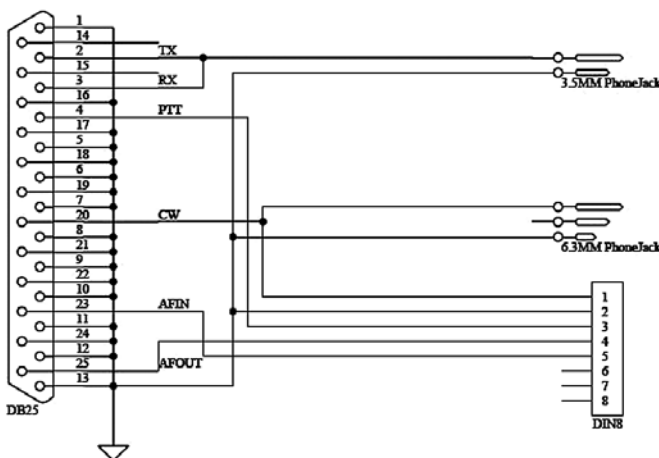 1
14
2 TX
15
3 RX
3.5MM PhoneJack
16
4 PTT
17
5
18
6
19
7
20 CW
8
6.3MM PhoneJack
21
9
22
10 1
23 AFIN 2
11 3
24 4
12 5
25 AFOUT 6
13 7
8
DB25
DIN8